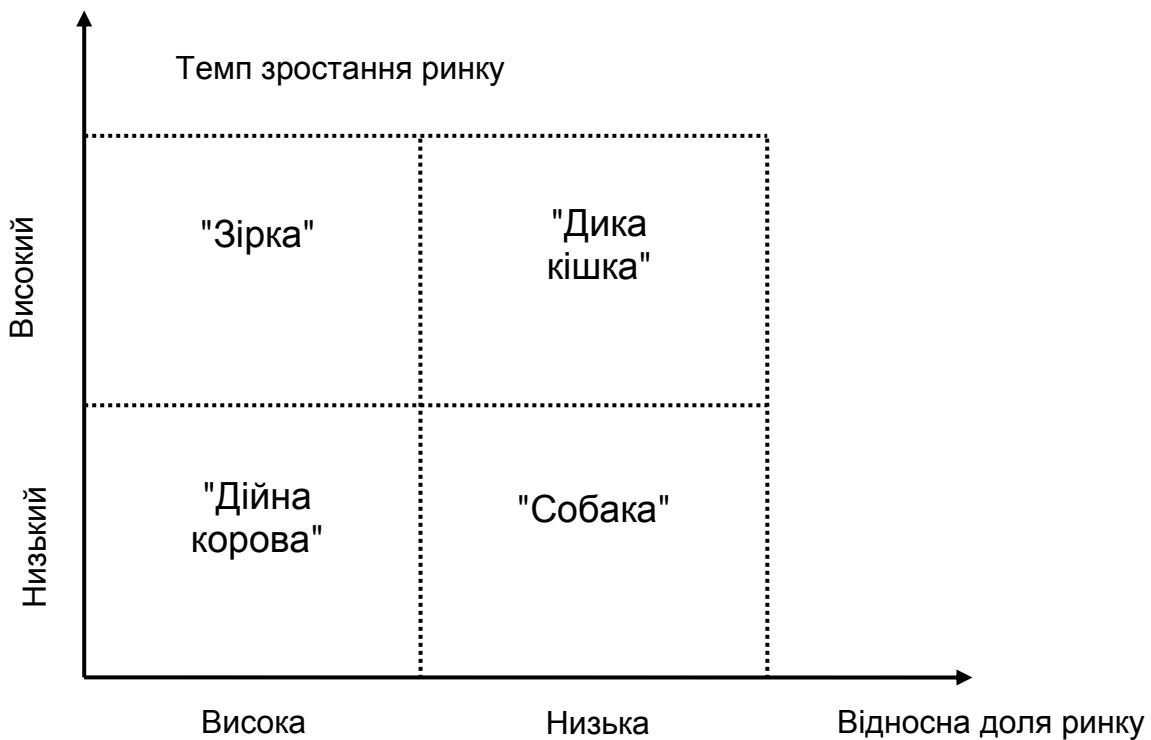 Темп зростання ринку
Високий
"Зірка"
"Дика
кішка"
Низький
"Дійна
корова"
"Собака"
Висока
Низька
Відносна доля ринку